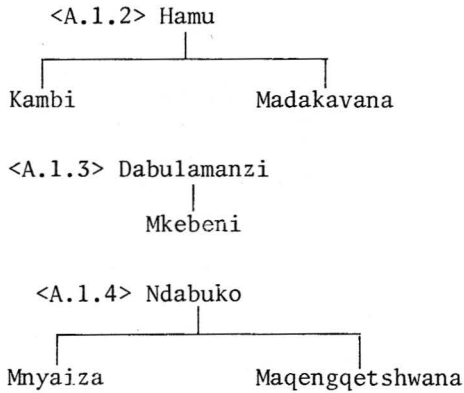 <A.1.2> Hamu
Kambi Madakavana
<A.1.3> Dabulamanzi
Mkebeni
<A.1.4> Ndabuko
Mnyaiza Maqengqetshwana